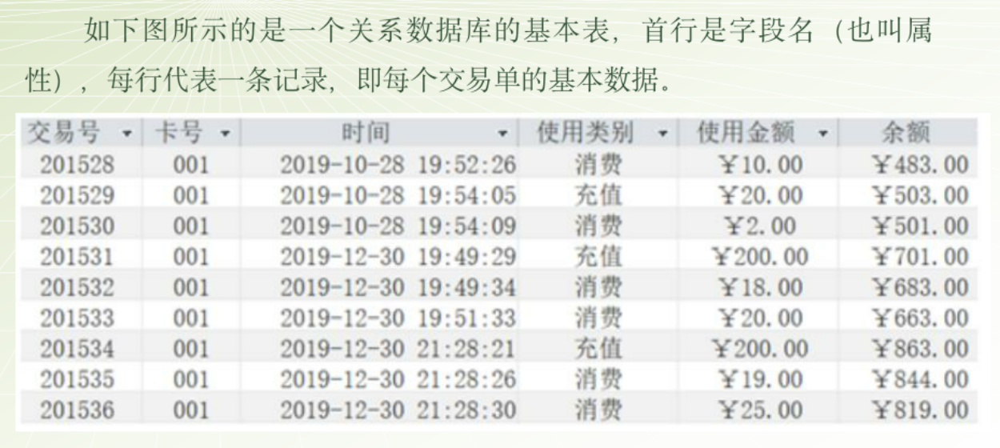 如下图所示的是一个关系数据库的基本表，首行是字段名（也叫属
性），每行代表一条记录，即每个交易单的基本数据。
交易号 卡号 时间 使用类别 使用金额 余额
201528 001 2019-10-28 19:52:26 消费 ¥10.00 ¥483.00
201529 001 2019-10-28 19:54:05 充值 ¥20.00 ¥503.00
201530 001 2019-10-28 19:54:09 消费 ¥2.00 ¥501.00
201531 001 2019-12-30 19:49:29 充值 ¥200.00 ¥701.00
201532 001 2019-12-30 19:49:34 消费 ¥18.00 ¥683.00
201533 001 2019-12-30 19:51:33 消费 ¥20.00 ¥663.00
201534 001 2019-12-30 21:28:21 充值 ¥200.00 ¥863.00
201535 001 2019-12-30 21:28:26 消费 ¥19.00 ¥844.00
201536 001 2019-12-30 21:28:30 消费 ¥25.00 ¥819.00